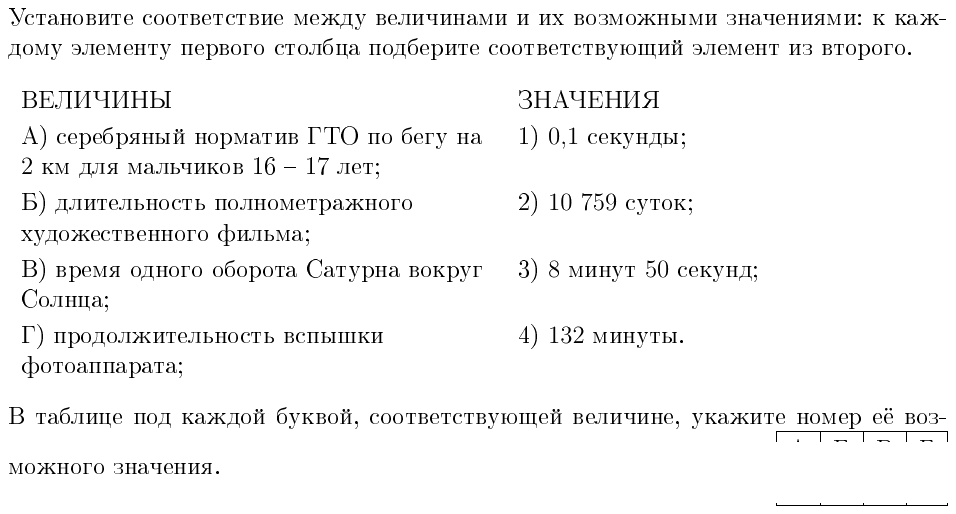 Установите соответствие между величинами и их возможными значениями: к каж-
дому элементу первого столбца подберите соответствующий элемент из второго.
ВЕЛИЧИНЫ
А) серебряный норматив ГТО по бегу на
2 км для мальчиков 16 – 17 лет;
Б) длительность полнометражного
художественного фильма;
В) время одного оборота Сатурна вокруг
Солнца;
Г) продолжительность вспышки
фотоаппарата;
ЗНАЧЕНИЯ
1) 0,1 секунды;
2) 10 759 суток;
3) 8 минут 50 секунд;
4) 132 минуты.
В таблице под каждой буквой, соответствующей величине, укажите номер её воз-
можного значения.